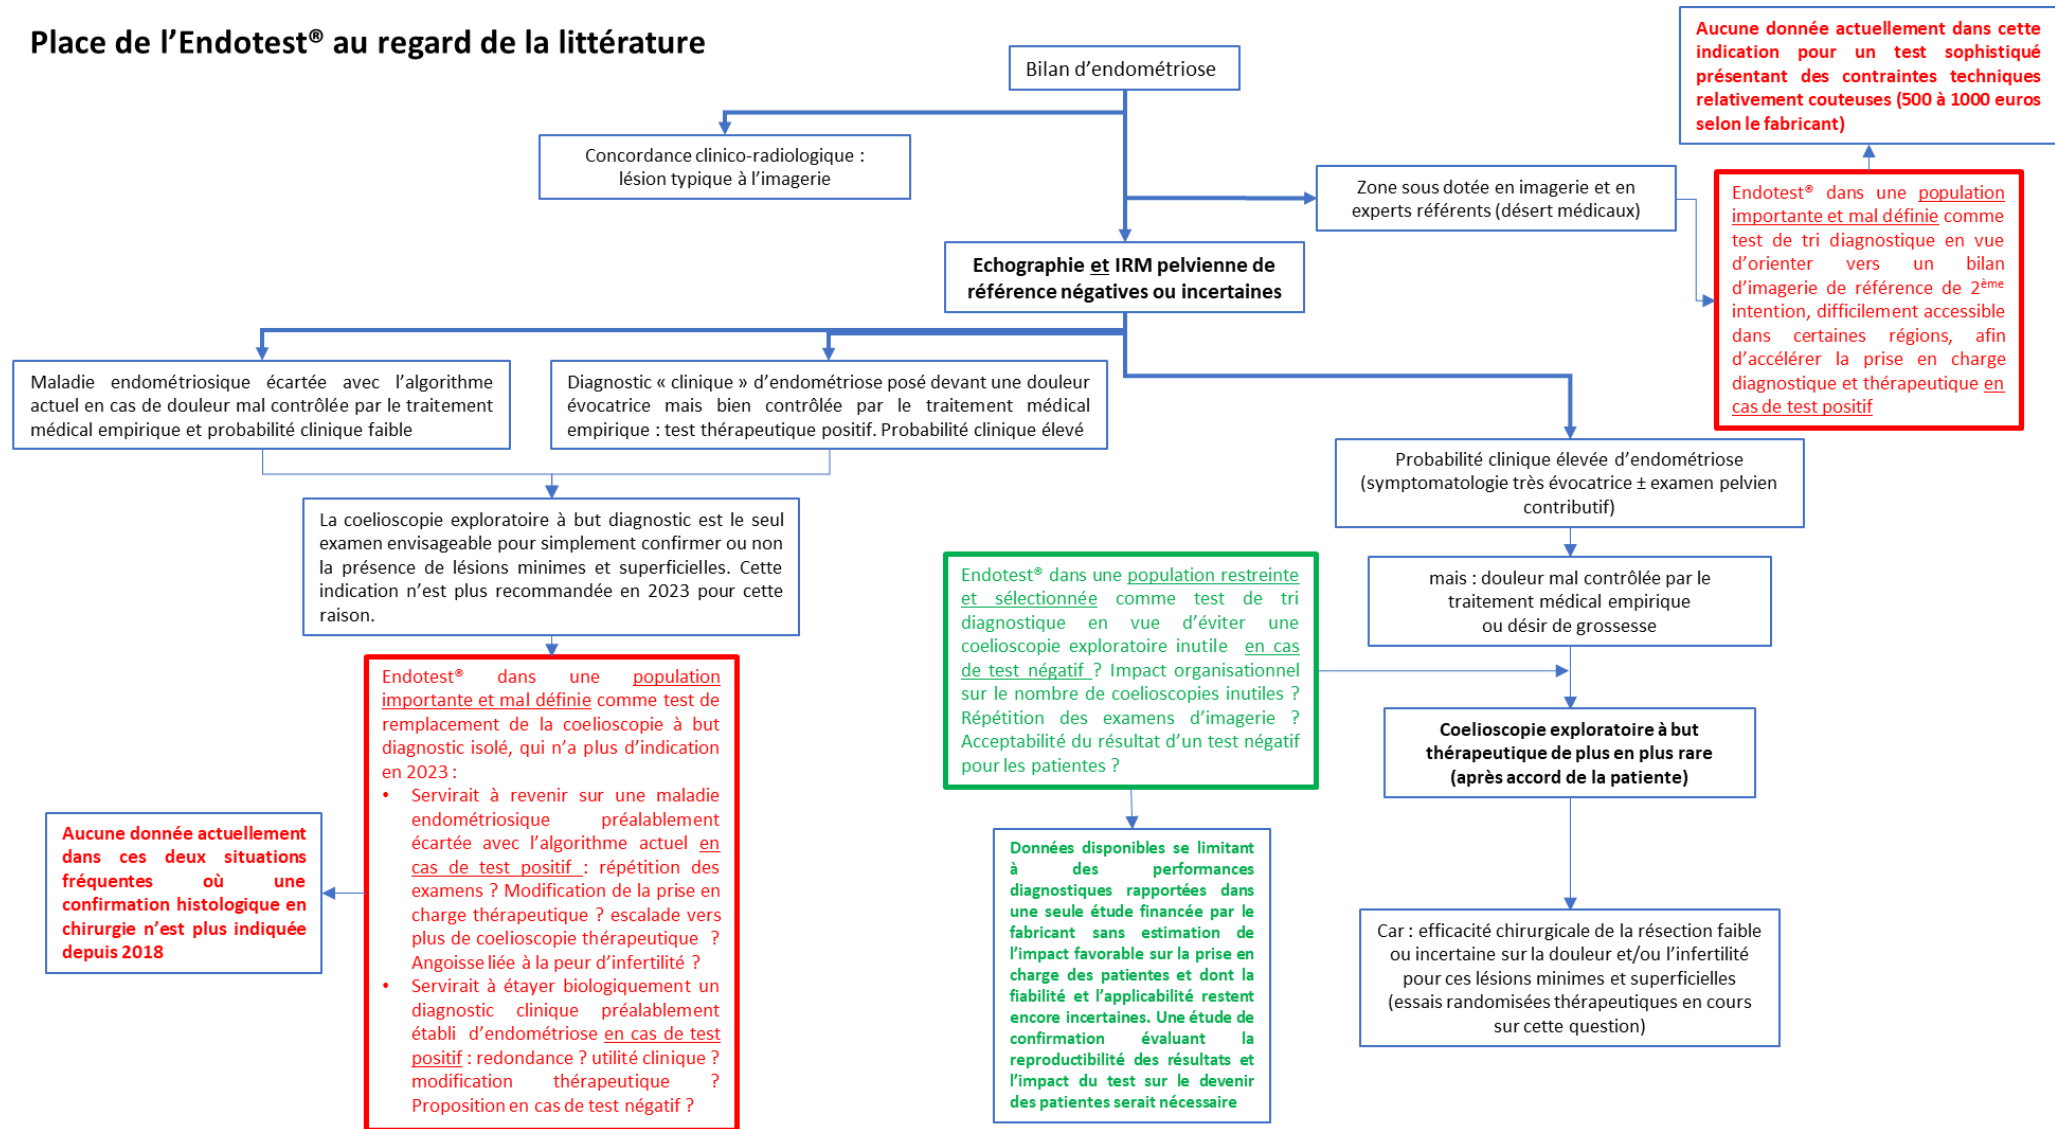 Place de l’Endotest® au regard de la littérature
Bilan d’endométriose
Aucune donnée actuellement dans cette
indication pour un test sophistiqué
présentant des contraintes techniques
relativement couteuses (500 à 1000 euros
selon le fabricant)
Concordance clinico-radiologique :
lésion typique à l’imagerie
Zone sous dotée en imagerie et en
experts référents (désert médicaux)
Endotest® dans une population
importante et mal définie comme
test de tri diagnostique en vue
d’orienter vers un bilan
d’imagerie de référence de 2ème
intention, difficilement accessible
dans certaines régions, afin
d’accélérer la prise en charge
diagnostique et thérapeutique en
cas de test positif
Echographie et IRM pelvienne de
référence négatives ou incertaines
Maladie endométriosique écartée avec l’algorithme
actuel en cas de douleur mal contrôlée par le traitement
médical empirique et probabilité clinique faible
Diagnostic « clinique » d’endométriose posé devant une douleur
évocatrice mais bien contrôlée par le traitement médical
empirique : test thérapeutique positif. Probabilité clinique élevé
Probabilité clinique élevée d’endométriose
(symptomatologie très évocatrice ± examen pelvien
contributif)
La coelioscopie exploratoire à but diagnostic est le seul
examen envisageable pour simplement confirmer ou non
la présence de lésions minimes et superficielles. Cette
indication n’est plus recommandée en 2023 pour cette
raison.
mais : douleur mal contrôlée par le
traitement médical empirique
ou désir de grossesse
Endotest® dans une population restreinte
et sélectionnée comme test de tri
diagnostique en vue d’éviter une
coelioscopie exploratoire inutile en cas
de test négatif ? Impact organisationnel
sur le nombre de coelioscopies inutiles ?
Répétition des examens d’imagerie ?
Acceptabilité du résultat d’un test négatif
pour les patientes ?
Coelioscopie exploratoire à but
thérapeutique de plus en plus rare
(après accord de la patiente)
Endotest® dans une population
importante et mal définie comme test de
remplacement de la coelioscopie à but
diagnostic isolé, qui n’a plus d’indication
en 2023 :
• Servirait à revenir sur une maladie
endométriosique préalablement
écartée avec l’algorithme actuel en
cas de test positif : répétition des
examens ? Modification de la prise en
charge thérapeutique ? escalade vers
plus de coelioscopie thérapeutique ?
Angoisse liée à la peur d’infertilité ?
• Servirait à étayer biologiquement un
diagnostic clinique préalablement
établi d’endométriose en cas de test
positif : redondance ? utilité clinique ?
modification thérapeutique ?
Proposition en cas de test négatif ?
Aucune donnée actuellement
dans ces deux situations
fréquentes où une
confirmation histologique en
chirurgie n’est plus indiquée
depuis 2018
Données disponibles se limitant
à des performances
diagnostiques rapportées dans
une seule étude financée par le
fabricant sans estimation de
l’impact favorable sur la prise en
charge des patientes et dont la
fiabilité et l’applicabilité restent
encore incertaines. Une étude de
confirmation évaluant la
reproductibilité des résultats et
l’impact du test sur le devenir
des patientes serait nécessaire
Car : efficacité chirurgicale de la résection faible
ou incertaine sur la douleur et/ou l’infertilité
pour ces lésions minimes et superficielles
(essais randomisées thérapeutiques en cours
sur cette question)